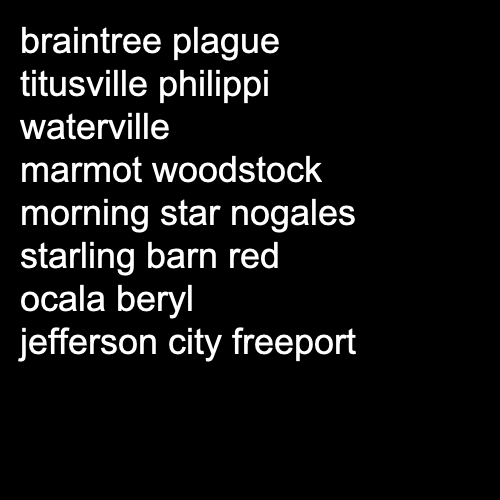 braintree plague
titusville philippi
waterville
marmot woodstock
morning star nogales
starling barn red
ocala beryl
jefferson city freeport